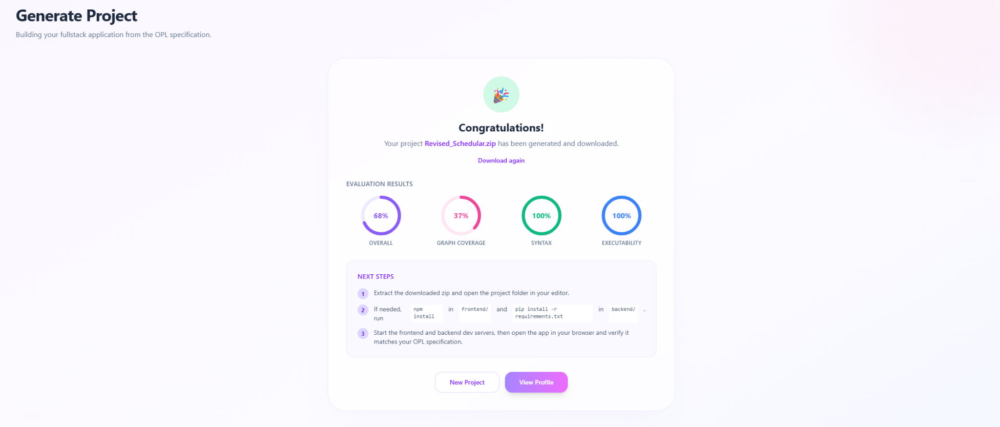 Generate Project
Building your fullstack application from the OPL specification.
Congratulations!
Your project Revised_Schedular.zip has been generated and downloaded.
Download again
EVALUATION RESULTS
68%
37%
100%
100%
OVERALL
GRAPH COVERAGE
SYNTAX
EXECUTABILITY
NEXT STEPS
1 Extract the downloaded zip and open the project folder in your editor.
2 If needed, run npm install in frontend/ and pip install -r requirements.txt in backend/ .
3 Start the frontend and backend dev servers, then open the app in your browser and verify it
matches your OPL specification.
New Project
View Profile